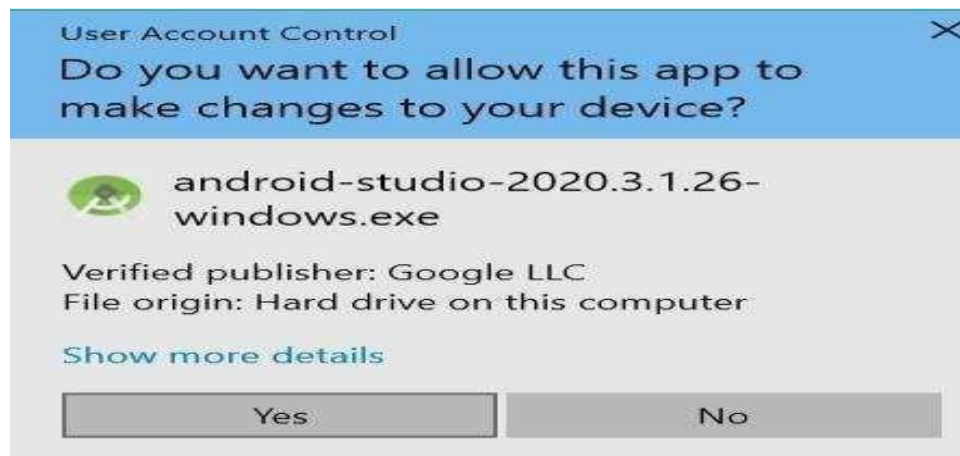 User Account Control
Do you want to allow this app to
make changes to your device?
android-studio-2020.3.1.26-
windows.exe
Verified publisher: Google LLC
File origin: Hard drive on this computer
Show more details
Yes
No